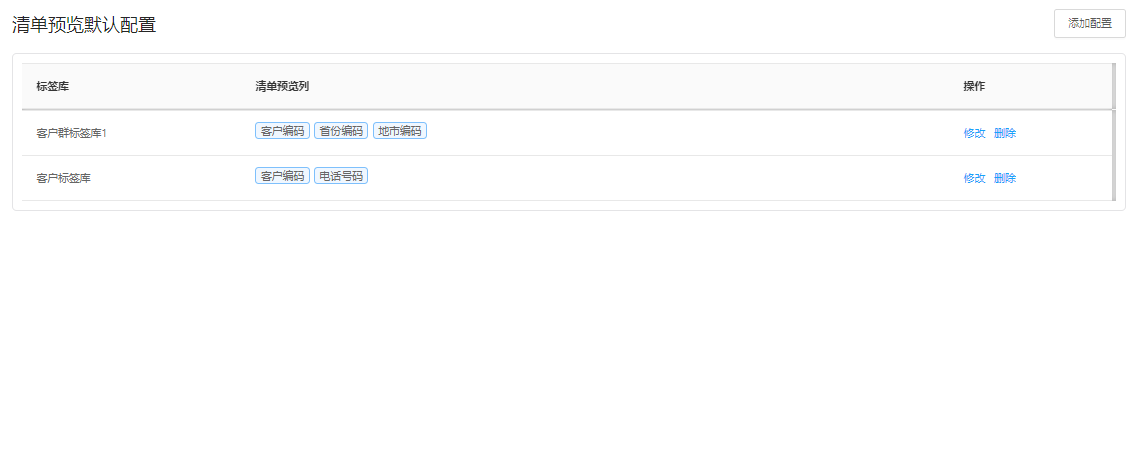 清单预览默认配置 添加配置
标签库 清单预览列 操作
客户群标签库1 客户编码 省份编码 地市编码 修改 删除
客户标签库 客户编码 电话号码 修改 删除